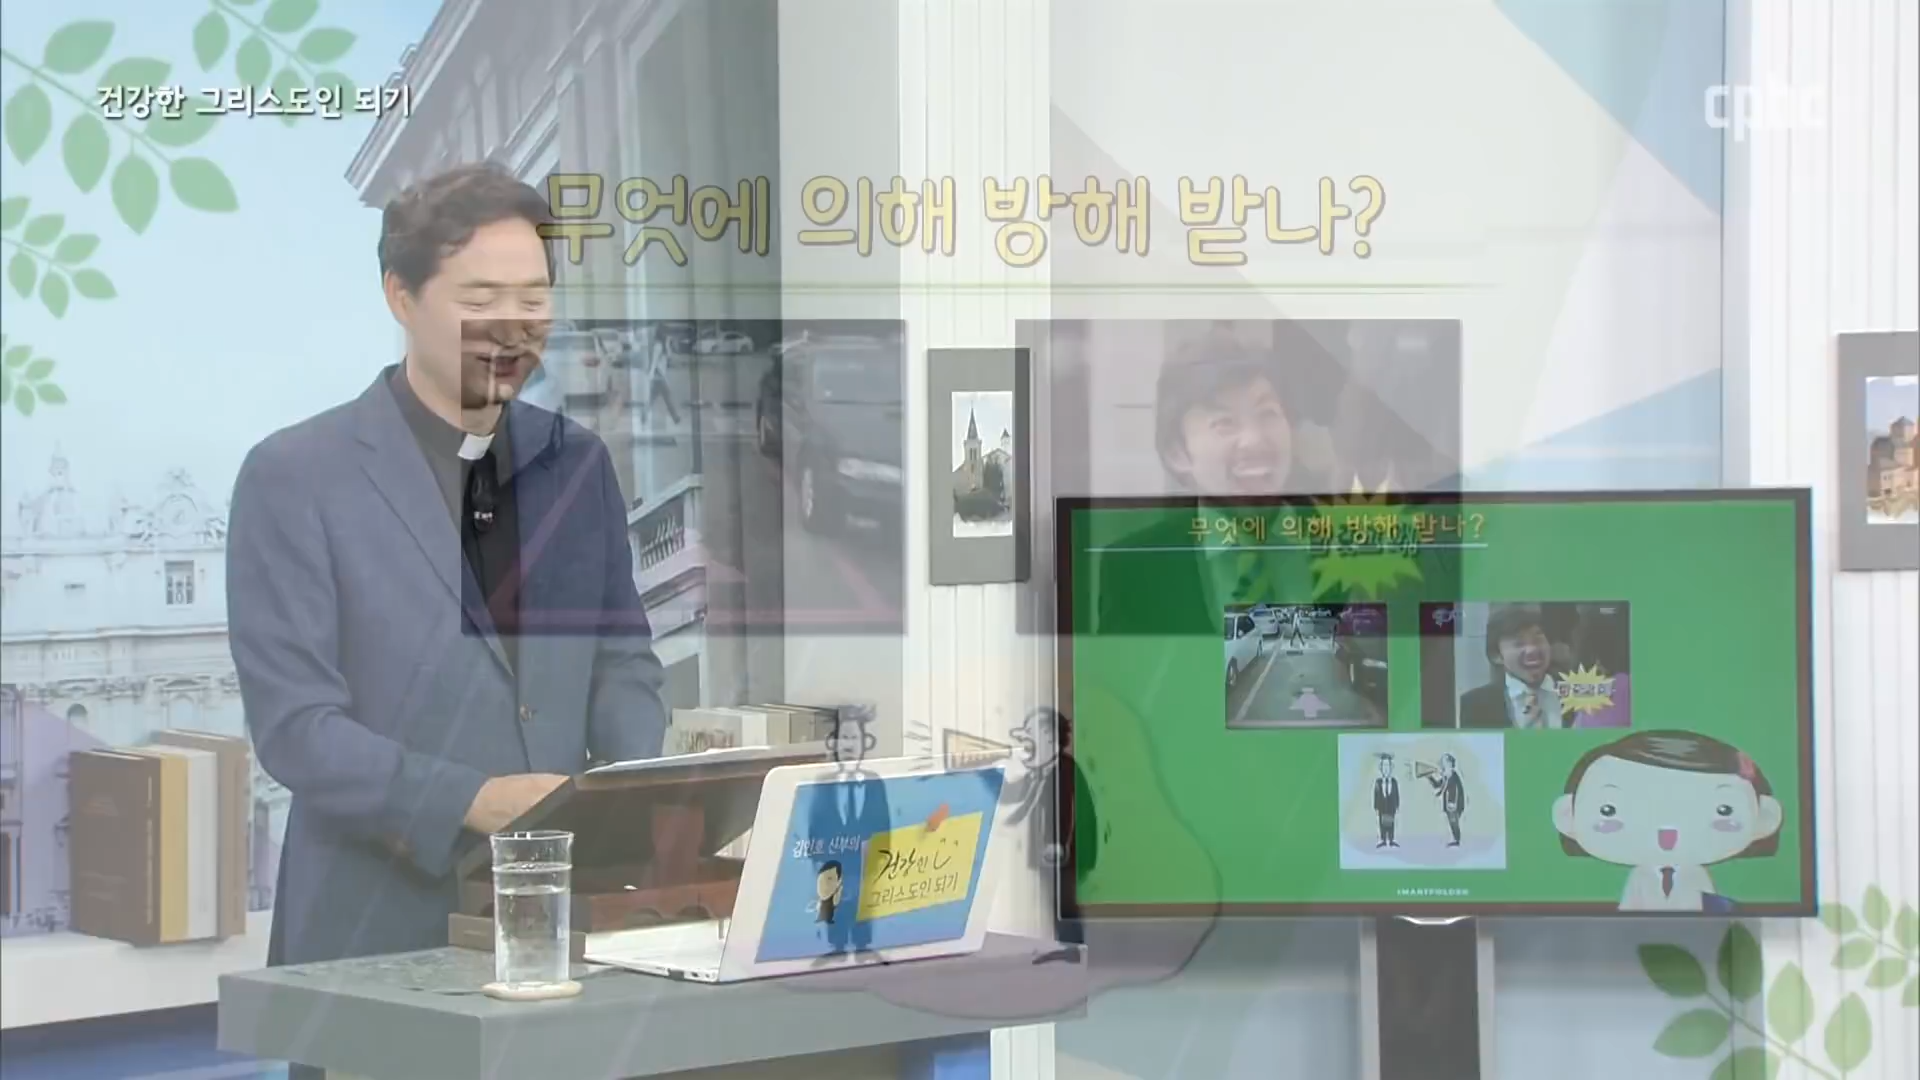 건강한 그리스도인 되기
cpbc
무엇에 의해 방해 받나?
무엇에 의해 방해 받나?
김인호 신부의
건강한
그리스도인 되기
SMARTFOLDER